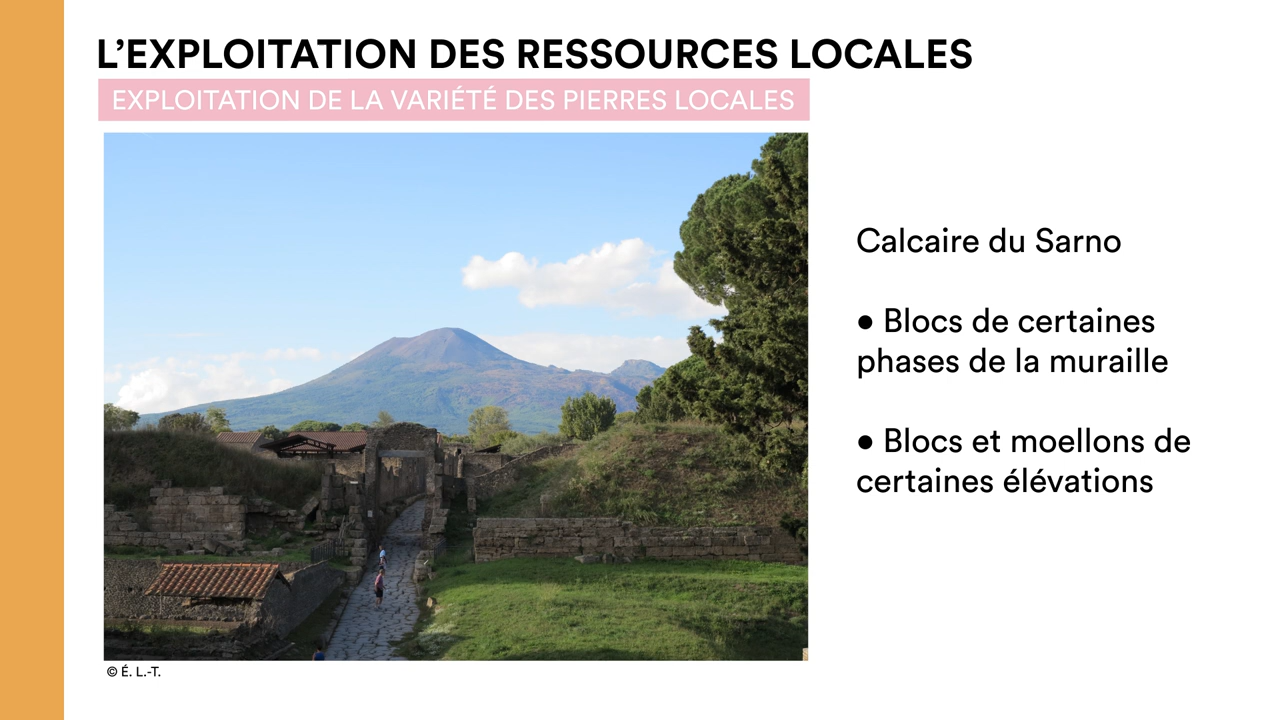 L’EXPLOITATION DES RESSOURCES LOCALES
EXPLOITATION DE LA VARIÉTÉ DES PIERRES LOCALES
Calcaire du Sarno
● Blocs de certaines
phases de la muraille
● Blocs et moellons de
certaines élévations
© É. L.-T.